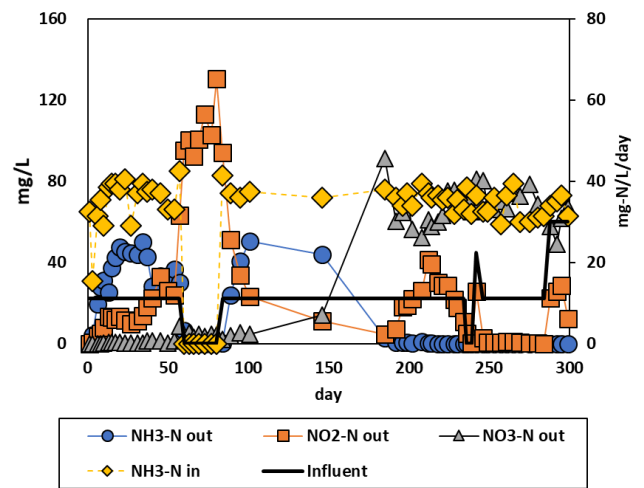 160
120
80
40
0
mg/L
80
60
40
20
0
mg-N/L/day
0 50 100 150 200 250 300
day
NH3-N out NO2-N out NO3-N out
NH3-N in Influent